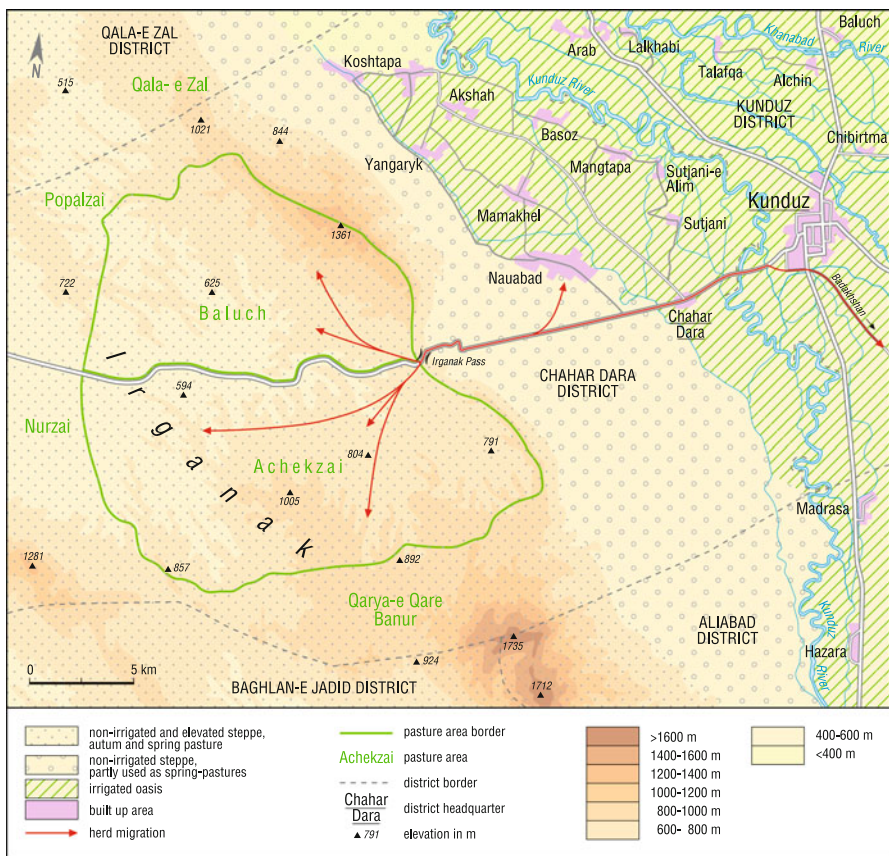 QALA-E ZAL
DISTRICT
N
515
Qala- e Zal
1021
844
Koshtapa
Akshah
Yangaryk
Kunduz River
Basoz
Mangtapa
Mamakhel
Nauabad
Arab
Lalkhabi
Talafqa
Alchin
Khanabad
River
Baluch
KUNDUZ
DISTRICT
Chibirtma
Sutjani-e
Alim
Sutjani
Kunduz
Badakhshan
Chahar
Dara
Popalzai
1361
722
625
Baluch
Irganak Pass
CHAHAR DARA
DISTRICT
Irganak
594
Nurzai
804
791
Achekzai
1005
1281
857
892
Qarya-e Qare
Banur
Madrasa
ALIABAD
DISTRICT
Kunduz
River
Hazara
1735
924
1712
0
5 km
BAGHLAN-E JADID DISTRICT
non-irrigated and elevated steppe,
autum and spring pasture
non-irrigated steppe,
partly used as spring-pastures
irrigated oasis
built up area
herd migration
pasture area border
Achekzai
pasture area
district border
Chahar
Dara
district headquarter
791
elevation in m
>1600 m
1400-1600 m
1200-1400 m
1000-1200 m
800-1000 m
600- 800 m
400-600 m
<400 m